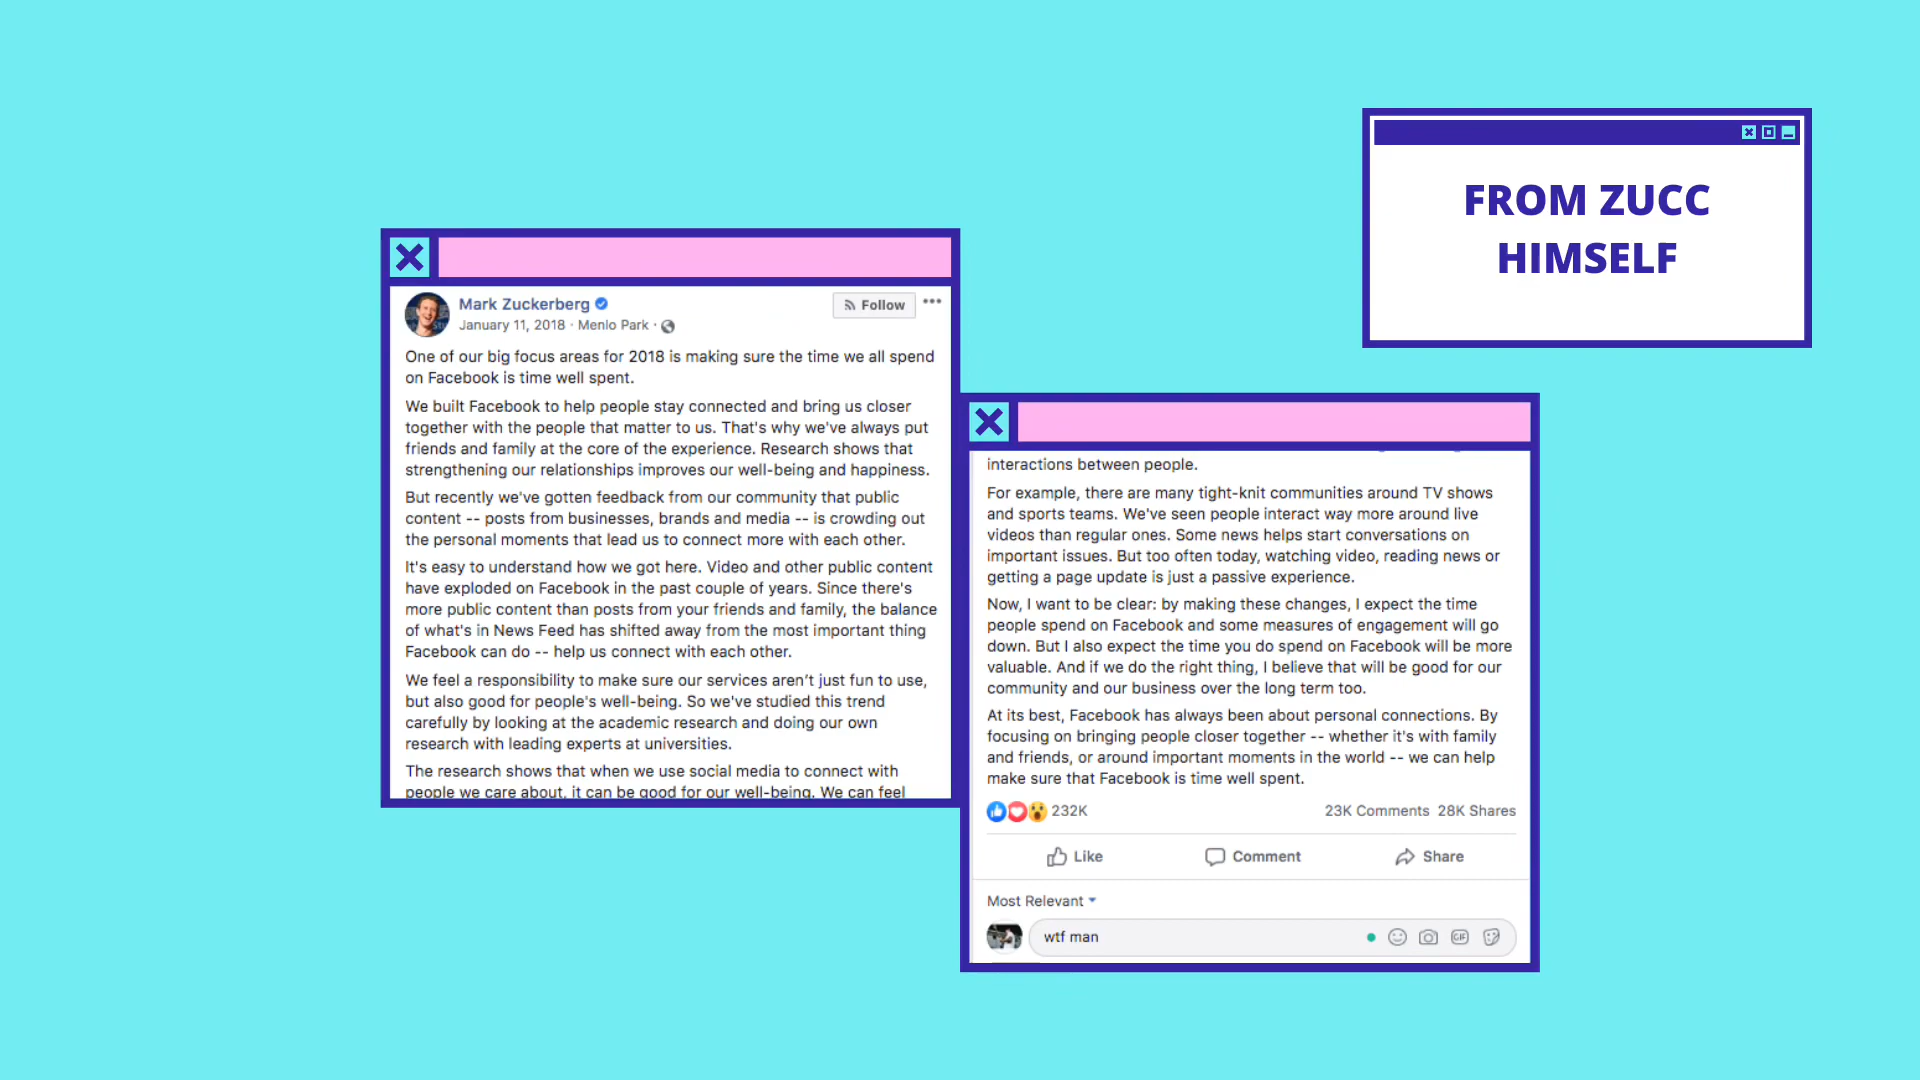 FROM ZUCC
HIMSELF
Mark Zuckerberg
Follow
January 11, 2018 · Menlo Park ·
One of our big focus areas for 2018 is making sure the time we all spend
on Facebook is time well spent.
We built Facebook to help people stay connected and bring us closer
together with the people that matter to us. That's why we've always put
friends and family at the core of the experience. Research shows that
strengthening our relationships improves our well-being and happiness.
But recently we've gotten feedback from our community that public
content -- posts from businesses, brands and media -- is crowding out
the personal moments that lead us to connect more with each other.
It's easy to understand how we got here. Video and other public content
have exploded on Facebook in the past couple of years. Since there's
more public content than posts from your friends and family, the balance
of what's in News Feed has shifted away from the most important thing
Facebook can do -- help us connect with each other.
We feel a responsibility to make sure our services aren’t just fun to use,
but also good for people's well-being. So we've studied this trend
carefully by looking at the academic research and doing our own
research with leading experts at universities.
The research shows that when we use social media to connect with
people we care about, it can be good for our well-being. We can feel
interactions between people.
For example, there are many tight-knit communities around TV shows
and sports teams. We've seen people interact way more around live
videos than regular ones. Some news helps start conversations on
important issues. But too often today, watching video, reading news or
getting a page update is just a passive experience.
Now, I want to be clear: by making these changes, I expect the time
people spend on Facebook and some measures of engagement will go
down. But I also expect the time you do spend on Facebook will be more
valuable. And if we do the right thing, I believe that will be good for our
community and our business over the long term too.
At its best, Facebook has always been about personal connections. By
focusing on bringing people closer together -- whether it's with family
and friends, or around important moments in the world -- we can help
make sure that Facebook is time well spent.
232K 23K Comments 28K Shares
Like Comment Share
Most Relevant
wtf man
GIF